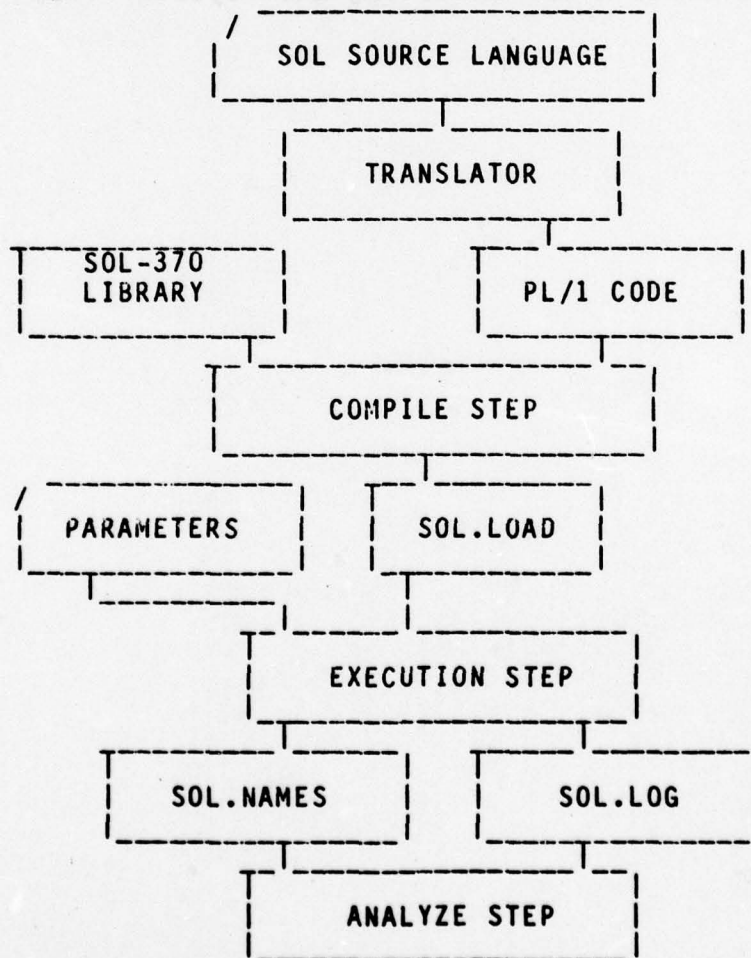 SOL SOURCE LANGUAGE
TRANSLATOR
SOL-370
LIBRARY
PL/1 CODE
COMPILE STEP
PARAMETERS
SOL.LOAD
EXECUTION STEP
SOL.NAMES
SOL.LOG
ANALYZE STEP